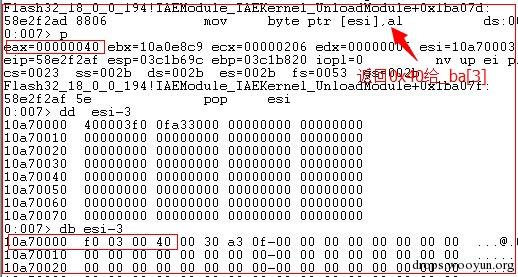 Flash32_18_0_0_194!IAEModule_IAEKernel_UnloadModule+0x1ba07d:
58e2f2ad 8806 mov byte ptr [esi],al ds:00
0:007> p
eax=00000040 ebx=10a0e8c9 ecx=00000206 edx=0000 esi=10a7000
eip=58e2f2af esp=03c1b69c ebp=03c1b820 iopl=0 nv up ei p
cs=0023 ss=002b ds=002b es=002b fs=0053 gs=002b
返回0x40给_ba[3]
Flash32_18_0_0_194!IAEModule_IAEKernel_UnloadModule+0x1ba07f:
58e2f2af 5e pop esi
0:007> dd esi-3
10a70000 400003f0 0fa33000 00000000 00000000
10a70010 00000000 00000000 00000000 00000000
10a70020 00000000 00000000 00000000 00000000
10a70030 00000000 00000000 00000000 00000000
10a70040 00000000 00000000 00000000 00000000
10a70050 00000000 00000000 00000000 00000000
10a70060 00000000 00000000 00000000 00000000
10a70070 00000000 00000000 00000000 00000000
0:007> db esi-3
10a70000 f0 03 00 40 00 30 a3 0f-00 00 00 00 00 00 00 00 ...@.0
10a70010 00 00 00 00 00 00 00 00-00 00 00 00 00 00
10a70020 00 00 00 00 00 00 00 00-00 00 00 00 00 00
drops.wooyun.org